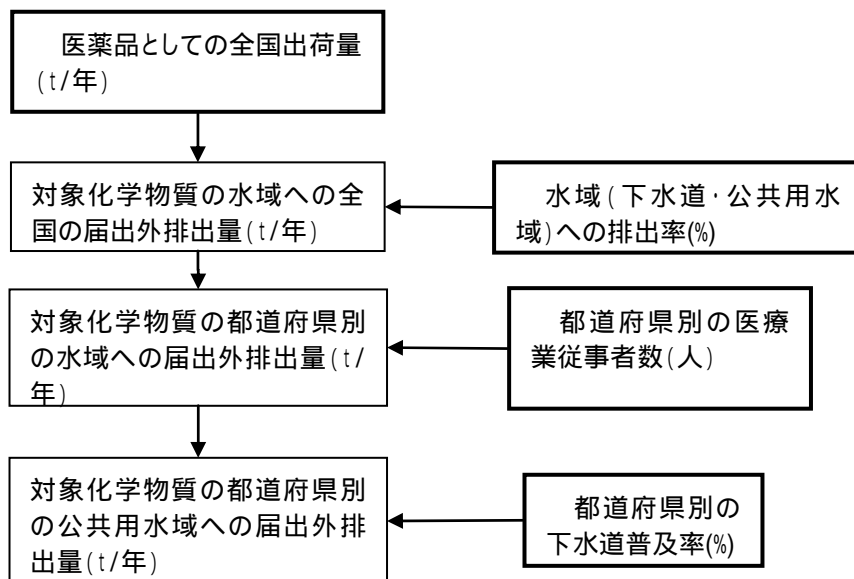 医薬品としての全国出荷量
(t/年)
対象化学物質の水域への全
国の届出外排出量(t/年)
水域(下水道・公共用水
域)への排出率(%)
対象化学物質の都道府県別
の水域への届出外排出量(t/
年)
都道府県別の医療
業従事者数(人)
対象化学物質の都道府県別
の公共用水域への届出外排
出量(t/年)
都道府県別の
下水道普及率(%)